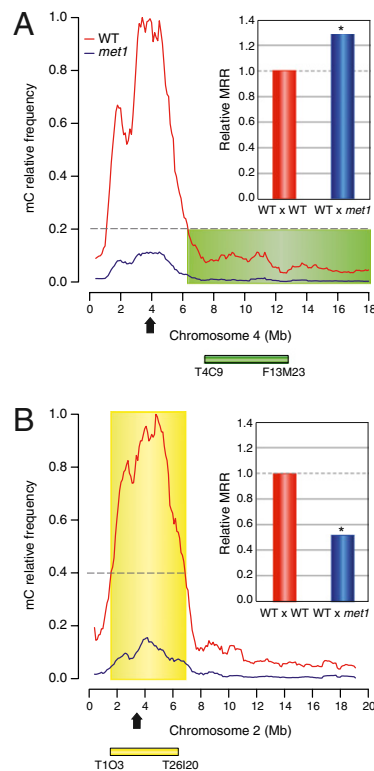 A
WT
met1
mC relative frequency
1.0
0.8
0.6
0.4
0.2
0.0
0 2 4 6 8 10 12 14 16 18
Chromosome 4 (Mb)
T4C9 F13M23
Relative MRR
1.4
1.2
1.0
0.8
0.6
0.4
0.2
0.0
*
WT x WT WT x met1
B
mC relative frequency
1.0
0.8
0.6
0.4
0.2
0.0
0 2 4 6 8 10 12 14 16 18 20
Chromosome 2 (Mb)
T1O3 T26I20
Relative MRR
1.4
1.2
1.0
0.8
0.6
0.4
0.2
0.0
*
WT x WT WT x met1